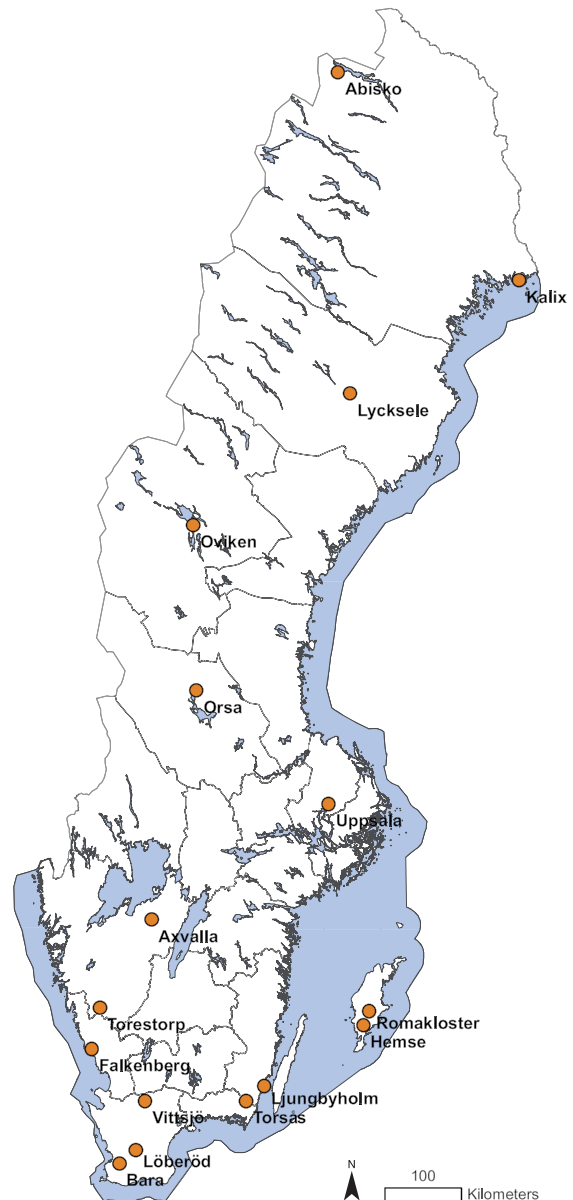 Abisko
Kalix
Lycksele
Oviken
Orsa
Uppsala
Axvalla
Torestorp
Romakloster
Hemse
Falkenberg
Ljungbyholm
Vittsjö
Torsås
Löberöd
Bara
N
100
Kilometers